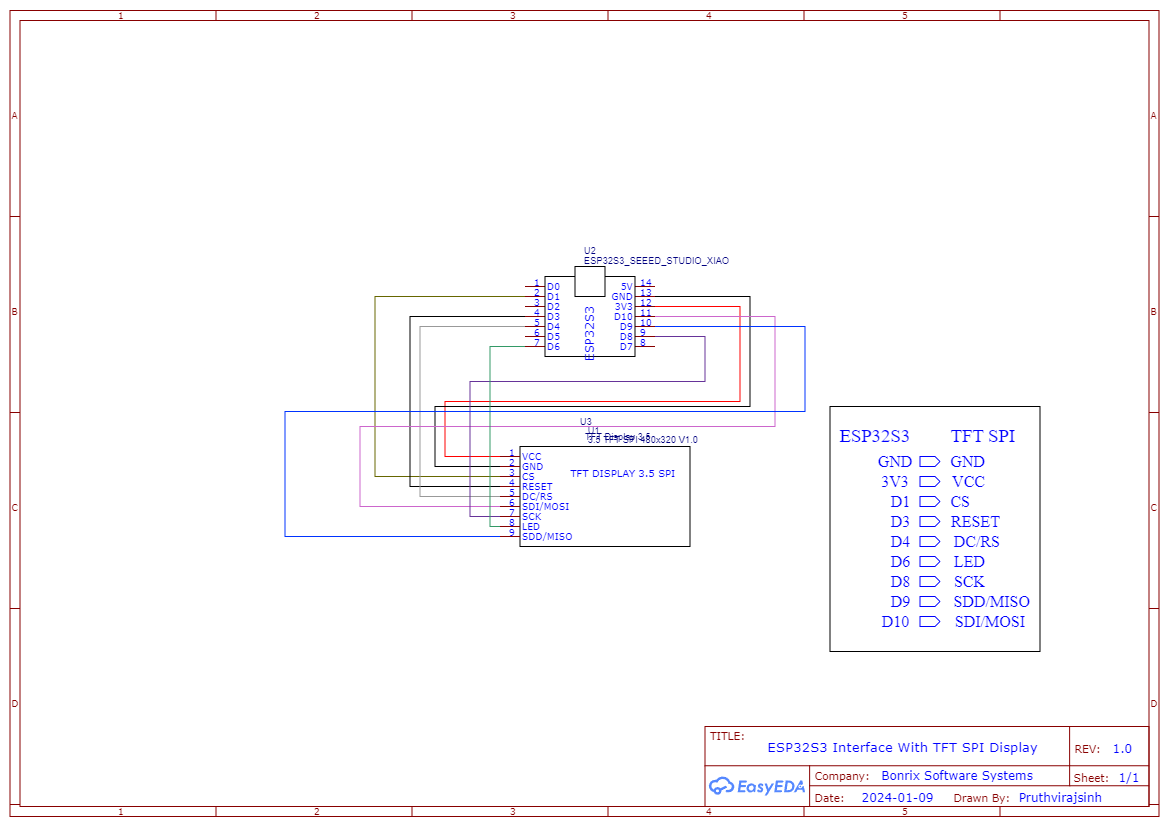 1 2 3 4 5
A A
B B
C C
D D
U2
ESP32S3_SEEED_STUDIO_XIAO
1 D0 5V 14
2 D1 GND 13
3 D2 3V3 12
4 D3 D10 11
5 D4 D9 10
6 D5 D8 9
7 D6 D7 8
ESP32S3
U3
U1
TFT Display 3.5
3.5 TFT SPI 480x320 V1.0
TFT DISPLAY 3.5 SPI
1 VCC
2 GND
3 CS
4 RESET
5 DC/RS
6 SDI/MOSI
7 SCK
8 LED
9 SDD/MISO
ESP32S3 TFT SPI
GND GND
3V3 VCC
D1 CS
D3 RESET
D4 DC/RS
D6 LED
D8 SCK
D9 SDD/MISO
D10 SDI/MOSI
TITLE:
ESP32S3 Interface With TFT SPI Display
REV: 1.0
EasyEDA
Company: Bonrix Software Systems
Sheet: 1/1
Date: 2024-01-09 Drawn By: Pruthvirajsinh
1 2 3 4 5